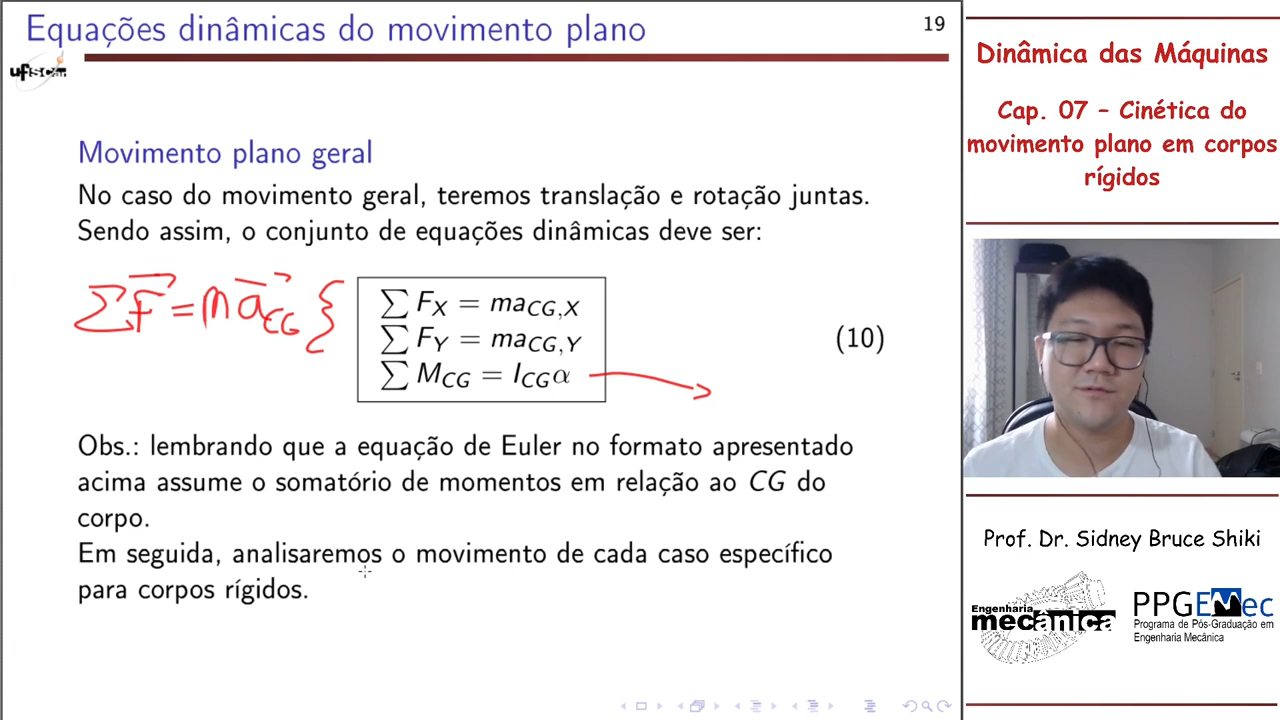 Equações dinâmicas do movimento plano
19
ufscar
Movimento plano geral
No caso do movimento geral, teremos translação e rotação juntas.
Sendo assim, o conjunto de equações dinâmicas deve ser:
∑F = m a_CG {
∑ F_X = ma_CG,X
∑ F_Y = ma_CG,Y
∑ M_CG = I_CG α
(10)
Obs.: lembrando que a equação de Euler no formato apresentado
acima assume o somatório de momentos em relação ao CG do
corpo.
Em seguida, analisaremos o movimento de cada caso específico
para corpos rígidos.
Dinâmica das Máquinas
Cap. 07 – Cinética do
movimento plano em corpos
rígidos
Prof. Dr. Sidney Bruce Shiki
Engenharia
mecânica
PPGEMec
Programa de Pós-Graduação em
Engenharia Mecânica